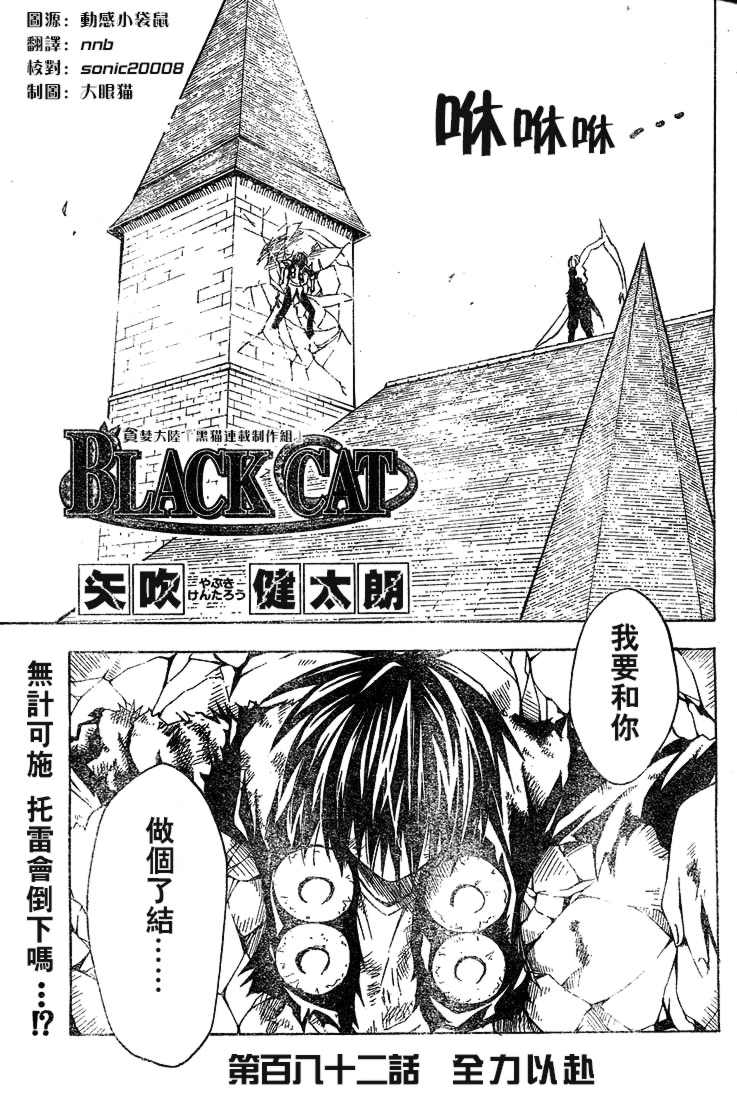 圖源：動感小袋鼠
翻譯：nnb
校對：sonic20008
制圖：大眼猫
咻咻咻…
貪婪大陸『黑猫連載制作組』
BLACK CAT
矢吹健太朗
やぶき
けんたろう
我要和你
做個了結……
無計可施 托雷會倒下嗎…!?
第百八十二話 全力以赴